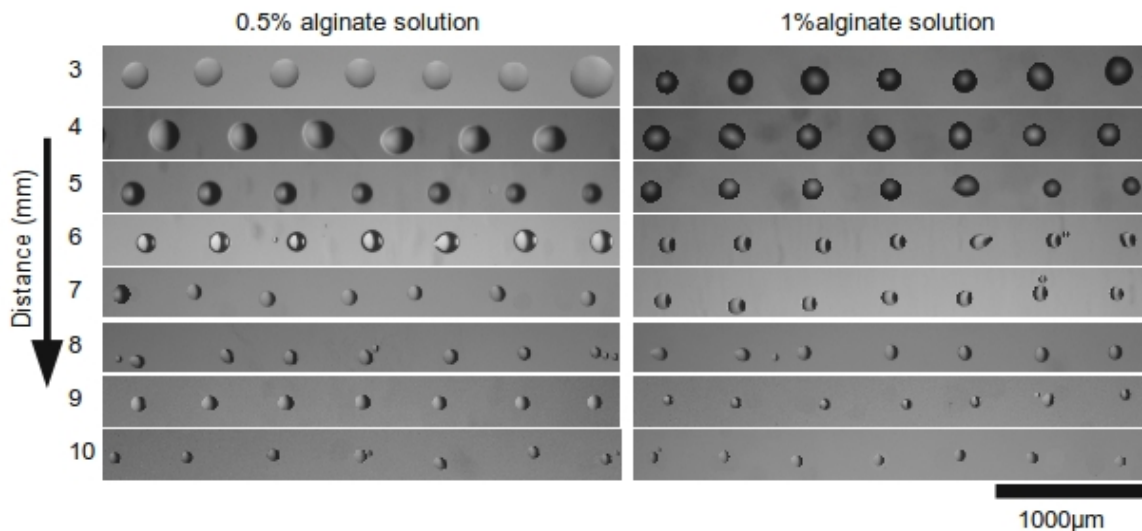 0.5% alginate solution
1%alginate solution
3
4
5
6
7
8
9
10
Distance (mm)
1000µm